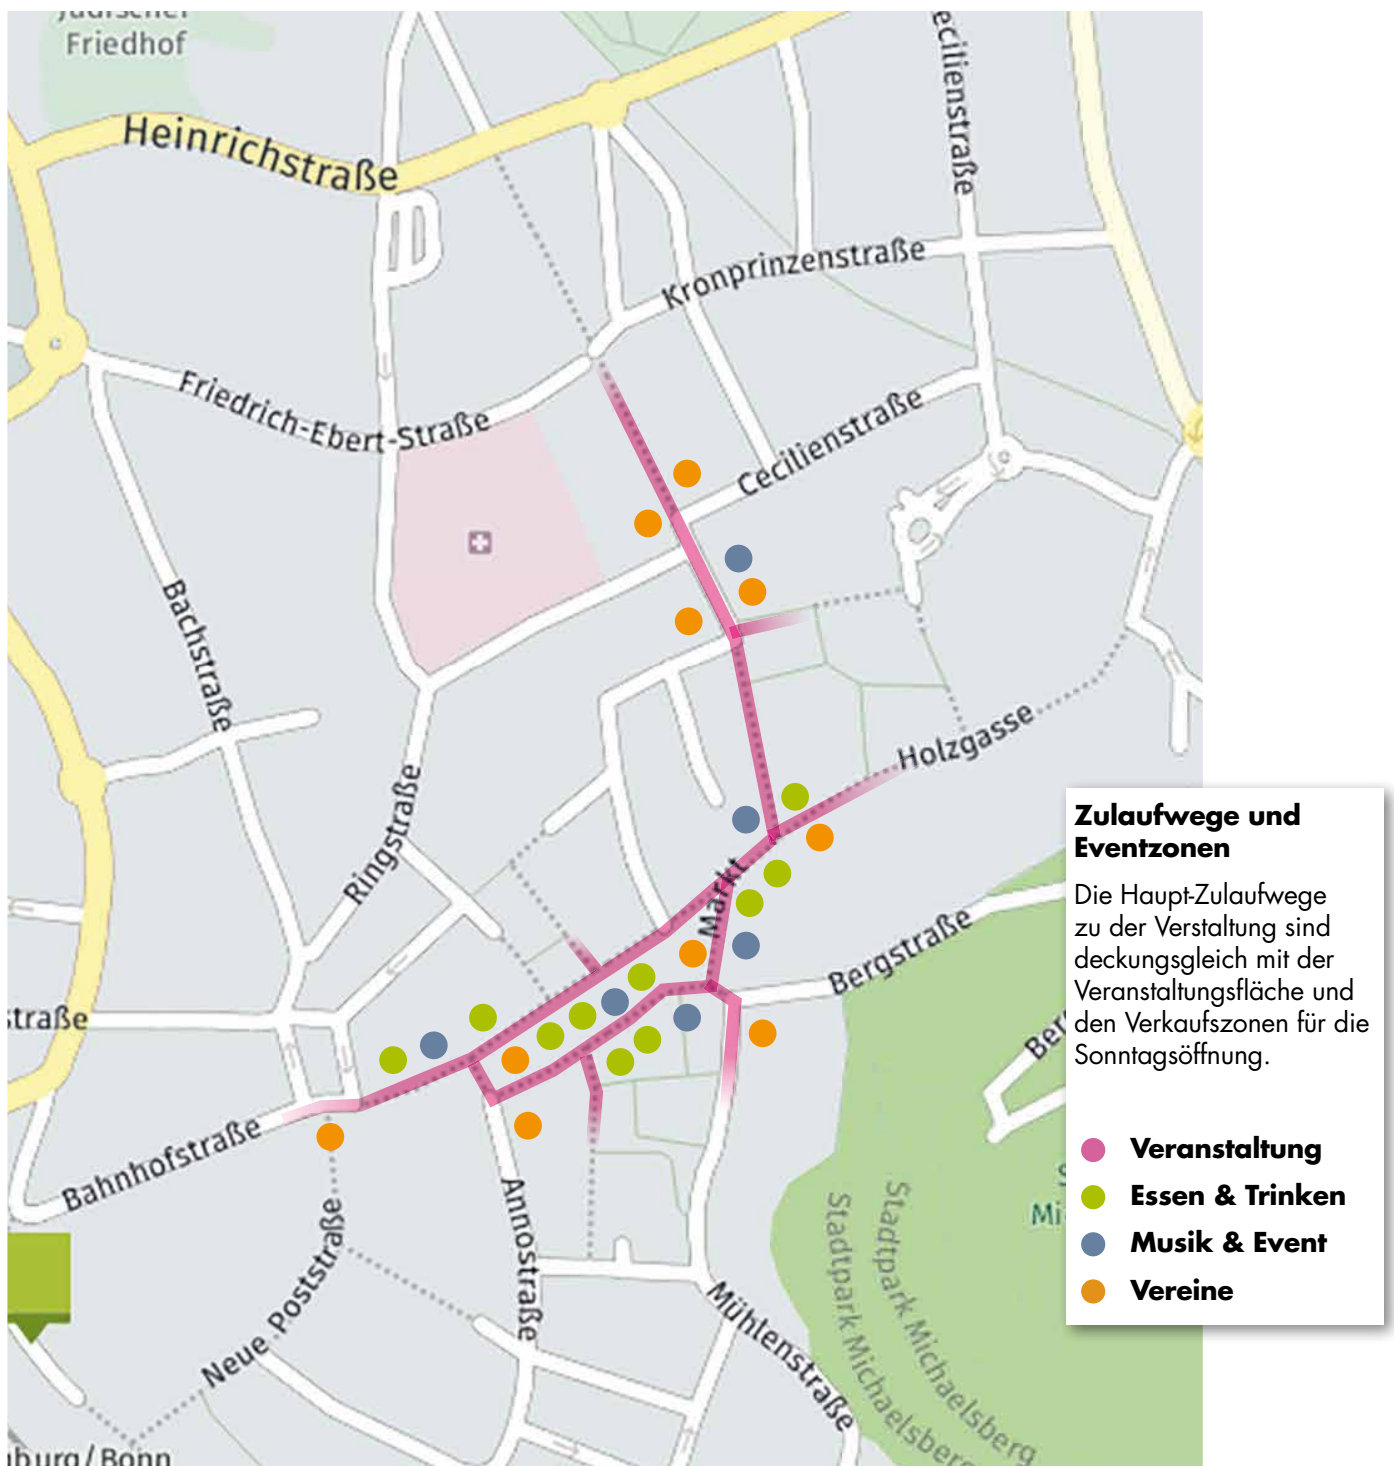 Jüdischer
Friedhof
Heinrichstraße
Kronprinzenstraße
Friedrich-Ebert-Straße
Cecilienstraße
Bachstraße
Holzgasse
Ringstraße
Markt
Bergstraße
straße
Bahnhofstraße
Annostraße
Neue Poststraße
Mühlenstraße
Stadtpark Michaelsberg
Stadtpark Michaelsberg
Zulaufwege und
Eventzonen
Die Haupt-Zulaufwege
zu der Verstaltung sind
deckungsgleich mit der
Veranstaltungsfläche und
den Verkaufszonen für die
Sonntagsöffnung.
Veranstaltung
Essen & Trinken
Musik & Event
Vereine